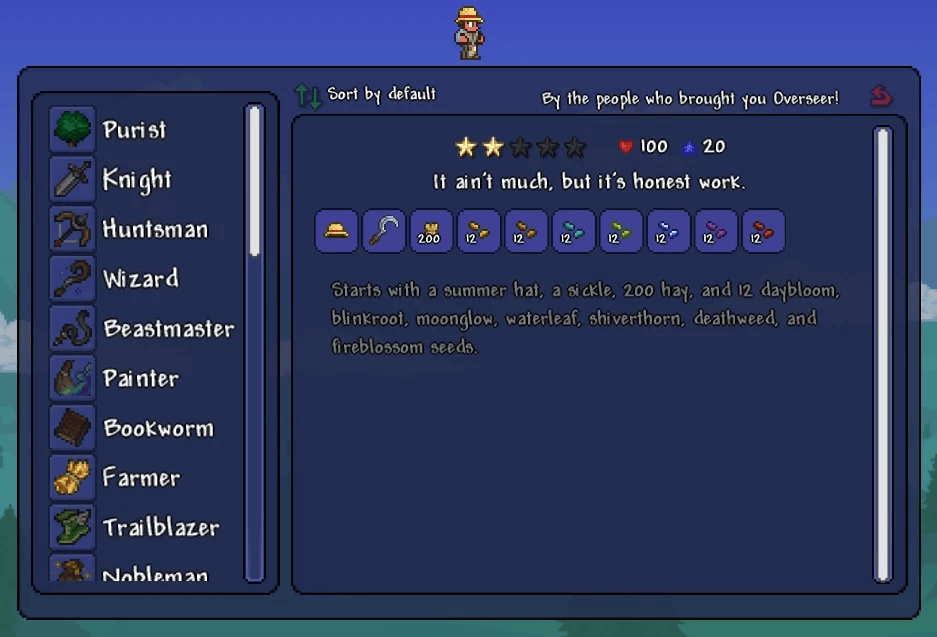 Sort by default
By the people who brought you Overseer!
Purist
Knight
Huntsman
Wizard
Beastmaster
Painter
Bookworm
Farmer
Trailblazer
Nobleman
100
20
It ain't much, but it's honest work.
200 12 12 12 12 12 12 12
Starts with a summer hat, a sickle, 200 hay, and 12 daybloom,
blinkroot, moonglow, waterleaf, shiverthorn, deathweed, and
fireblossom seeds.